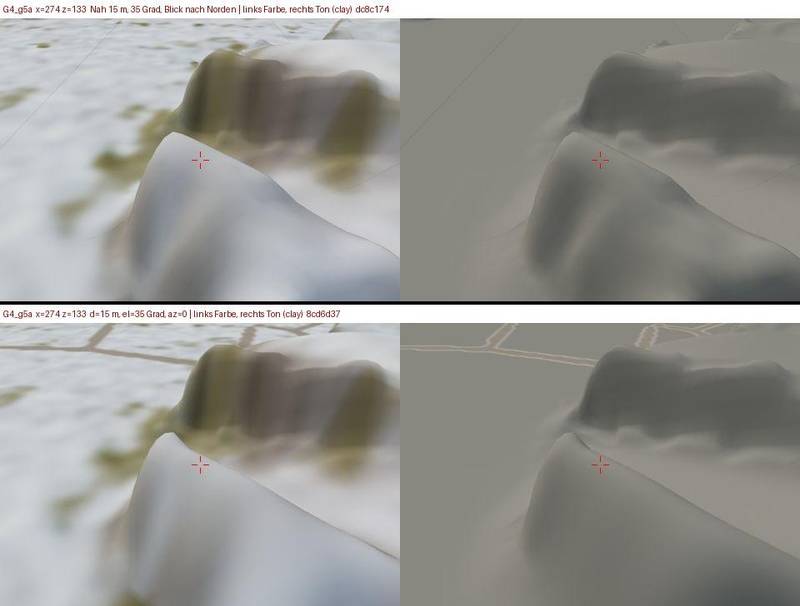 G4_g5a x=274 z=133 Nah 15 m, 35 Grad, Blick nach Norden | links Farbe, rechts Ton (clay) dc8c174
G4_g5a x=274 z=133 d=15 m, el=35 Grad, az=0 | links Farbe, rechts Ton (clay) 8cd6d37